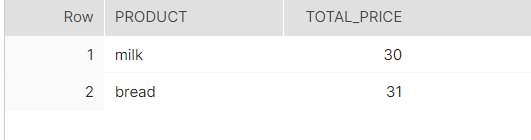 Row PRODUCT TOTAL_PRICE
1 milk 30
2 bread 31